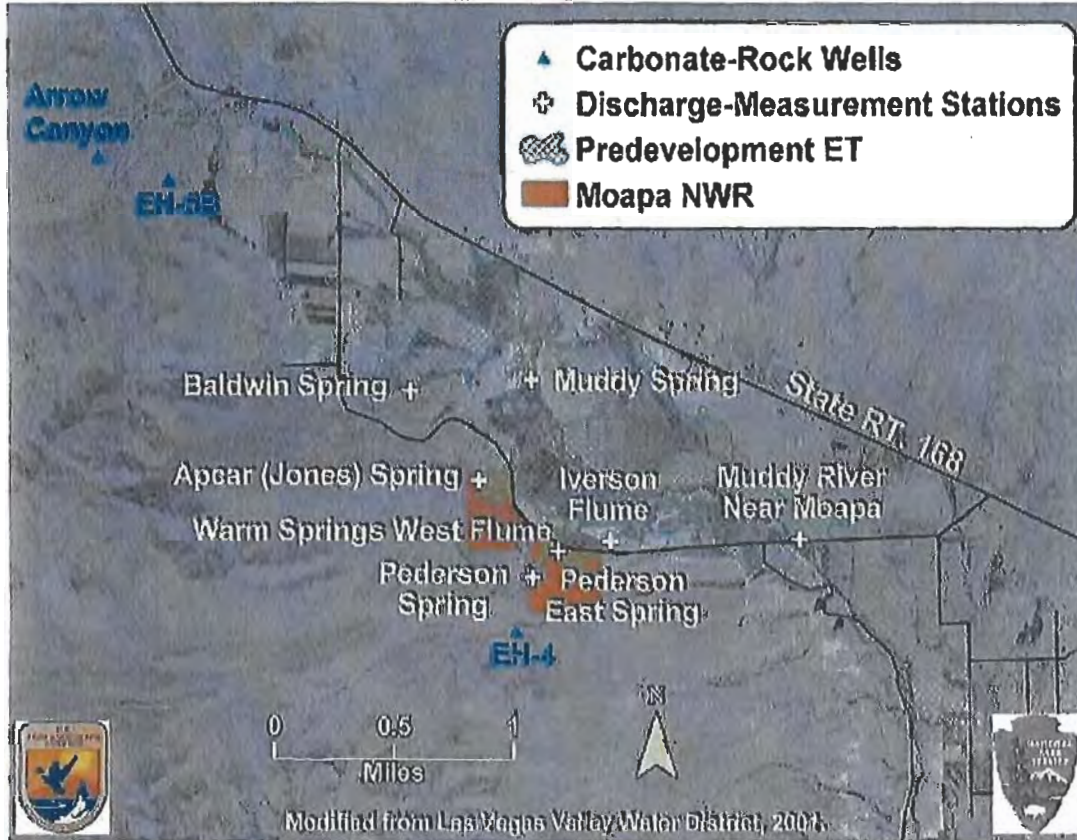 Carbonate-Rock Wells
Discharge-Measurement Stations
Predevelopment ET
Moapa NWR
Arrow
Canyon
Baldwin Spring
Muddy Spring
State RT. 168
Apcar (Jones) Spring
Iverson
Flume
Muddy River
Near Moapa
Warm Springs West Flume
Pederson
Spring
Pederson
East Spring
EH-4
N
0 0.5 1
Miles
Modified from Las Vegas Valley Water District, 2001.